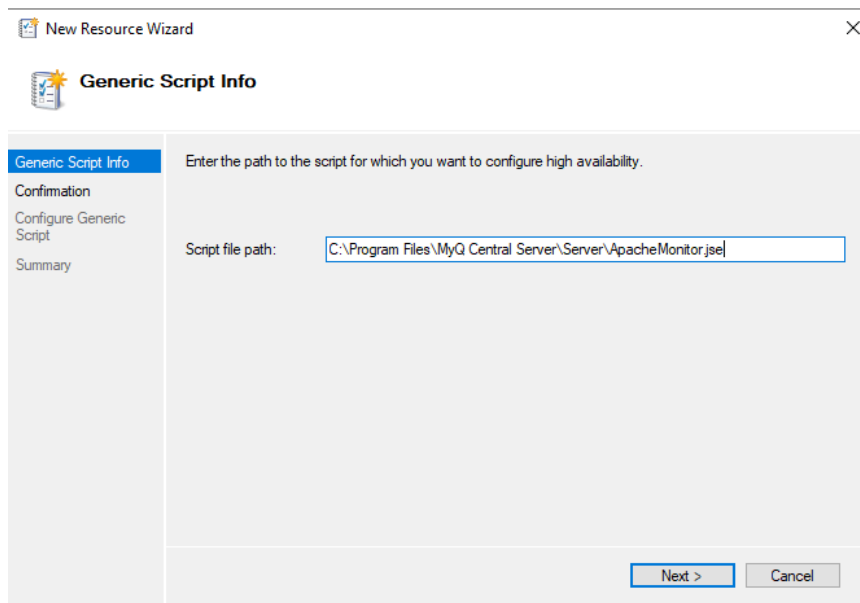 New Resource Wizard
Generic Script Info
Generic Script Info
Confirmation
Configure Generic
Script
Summary
Enter the path to the script for which you want to configure high availability.
Script file path:
C:\Program Files\MyQ Central Server\Server\ApacheMonitor.jse
Next >
Cancel